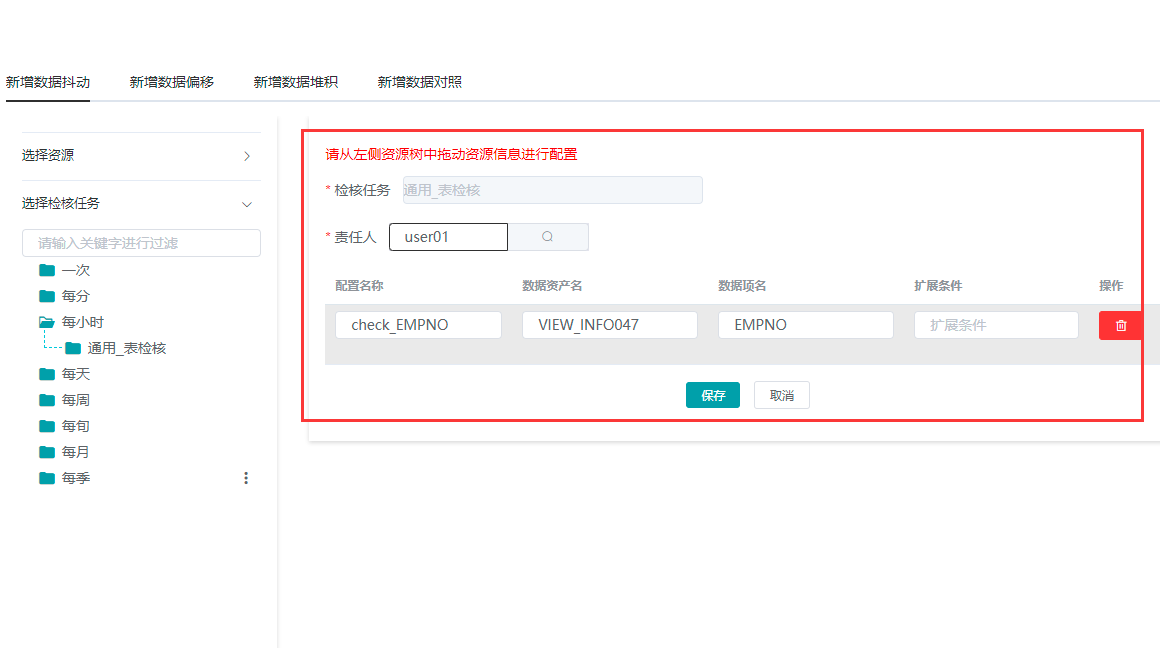 新增数据抖动 新增数据偏移 新增数据堆积 新增数据对照
选择资源
选择检核任务
请输入关键字进行过滤
一次
每分
每小时
通用_表检核
每天
每周
每旬
每月
每季
请从左侧资源树中拖动资源信息进行配置
* 检核任务 通用_表检核
* 责任人 user01
配置名称 数据资产名 数据项名 扩展条件 操作
check_EMPNO VIEW_INFO047 EMPNO 扩展条件
保存 取消